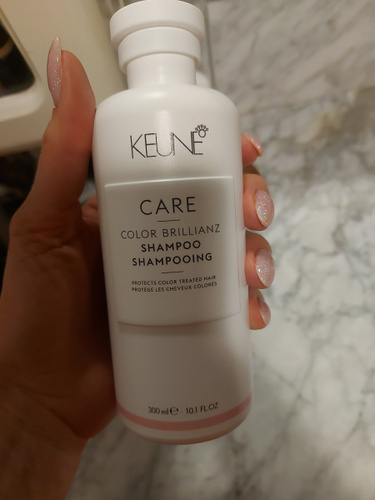 KEUNE
CARE
COLOR BRILLIANZ
SHAMPOO
SHAMPOOING
PROTECTS COLOR TREATED HAIR
PROTÈGE LES CHEVEUX COLORÉS
300 ml ℮ · 10.1 FL.OZ